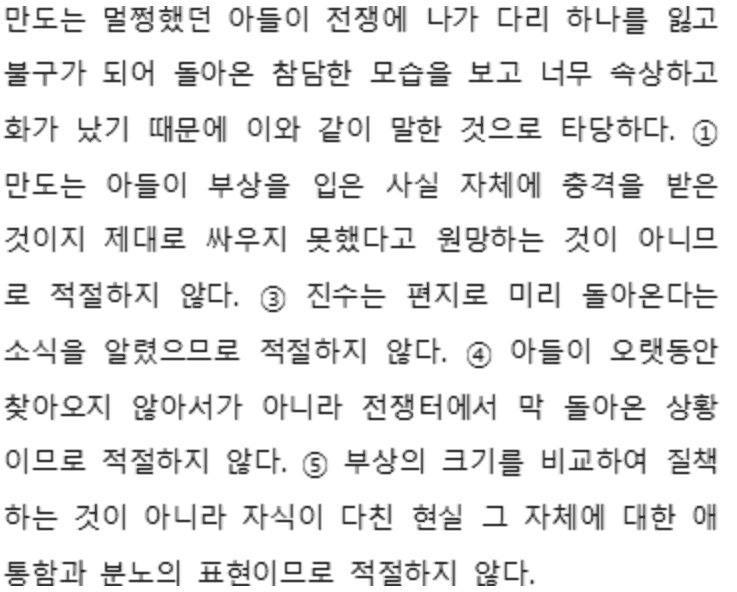 만도는 멀쩡했던 아들이 전쟁에 나가 다리 하나를 잃고
불구가 되어 돌아온 참담한 모습을 보고 너무 속상하고
화가 났기 때문에 이와 같이 말한 것으로 타당하다. ①
만도는 아들이 부상을 입은 사실 자체에 충격을 받은
것이지 제대로 싸우지 못했다고 원망하는 것이 아니므
로 적절하지 않다. ③ 진수는 편지로 미리 돌아온다는
소식을 알렸으므로 적절하지 않다. ④ 아들이 오랫동안
찾아오지 않아서가 아니라 전쟁터에서 막 돌아온 상황
이므로 적절하지 않다. ⑤ 부상의 크기를 비교하여 질책
하는 것이 아니라 자식이 다친 현실 그 자체에 대한 애
통함과 분노의 표현이므로 적절하지 않다.